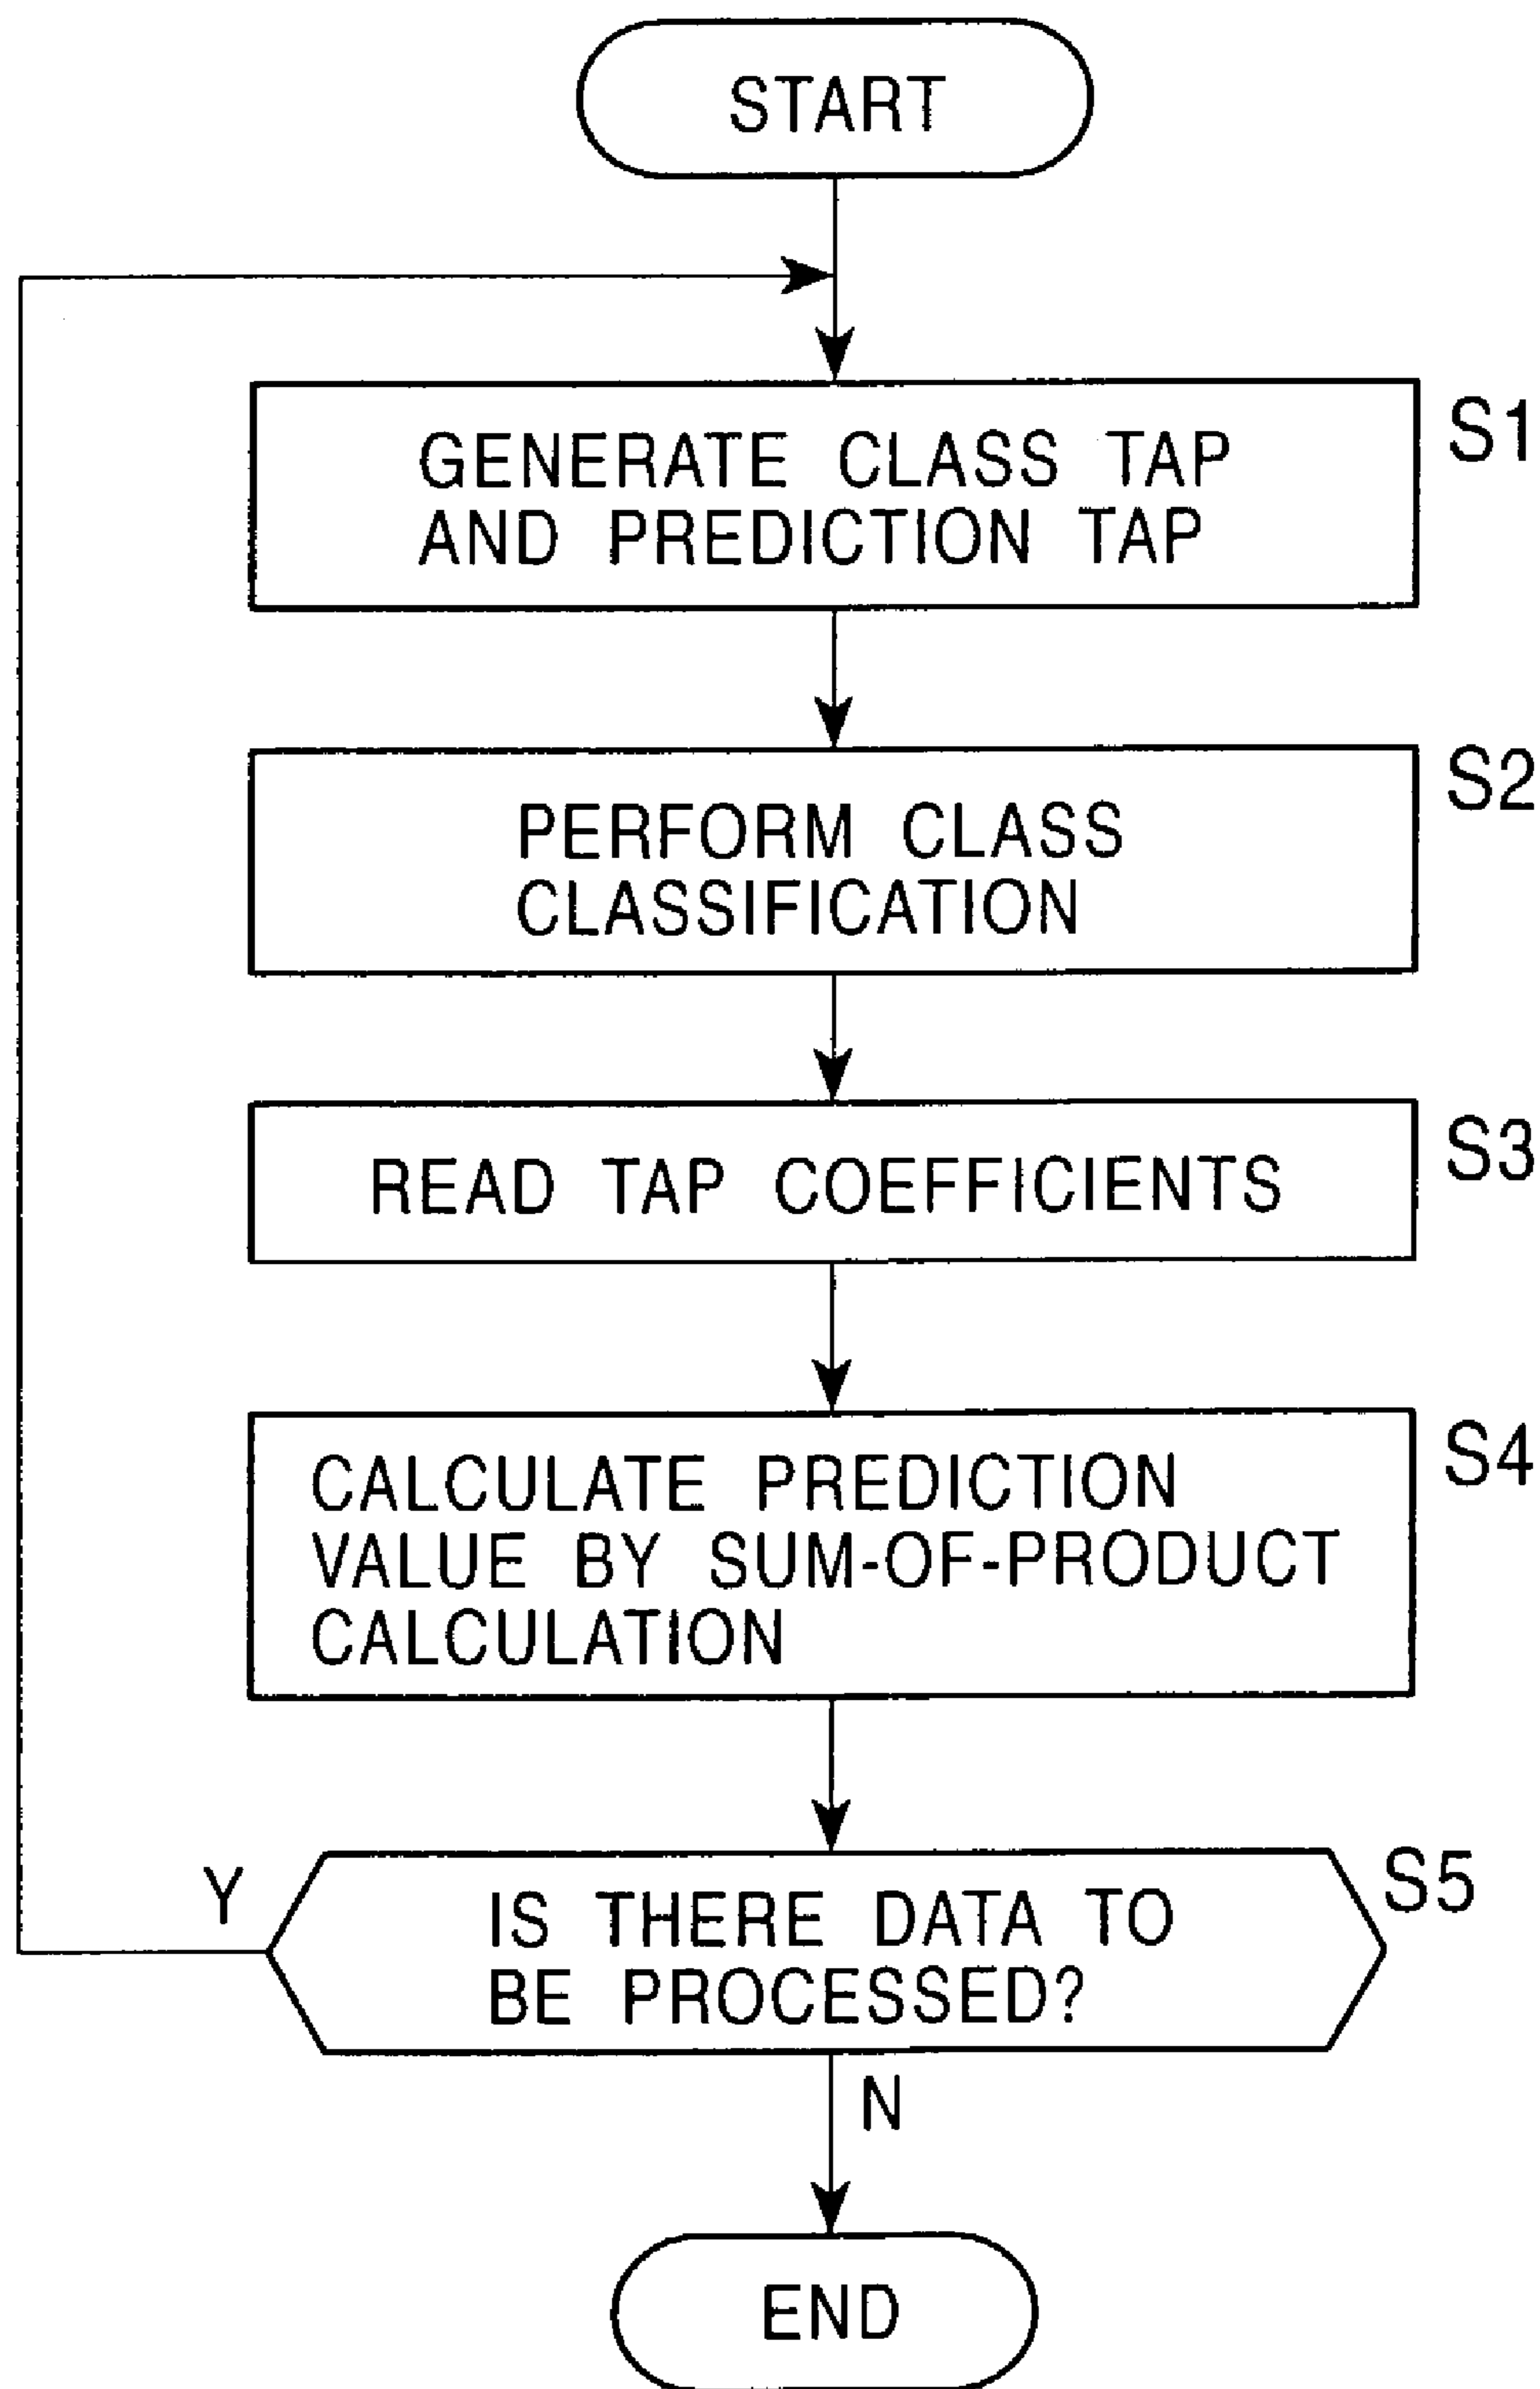 START
GENERATE CLASS TAP
AND PREDICTION TAP
S1
PERFORM CLASS
CLASSIFICATION
S2
READ TAP COEFFICIENTS
S3
CALCULATE PREDICTION
VALUE BY SUM-OF-PRODUCT
CALCULATION
S4
IS THERE DATA TO
BE PROCESSED?
S5
Y
N
END